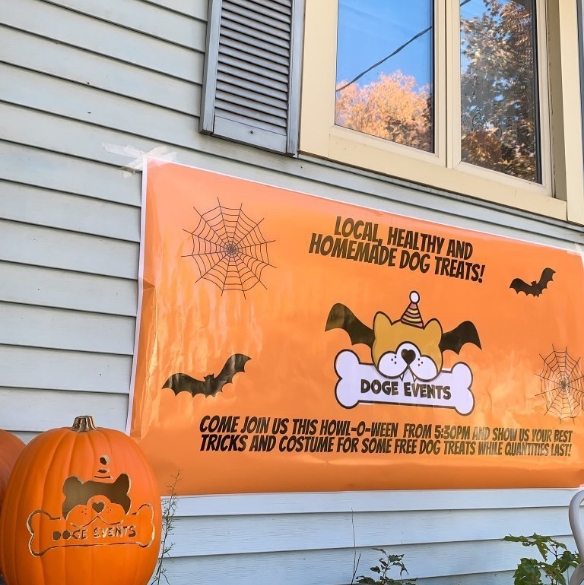 LOCAL, HEALTHY AND
HOMEMADE DOG TREATS!
DOGE EVENTS
COME JOIN US THIS HOWL-O-WEEN FROM 5:30PM AND SHOW US YOUR BEST
TRICKS AND COSTUME FOR SOME FREE DOG TREATS WHILE QUANTITIES LAST!
DOGE EVENTS